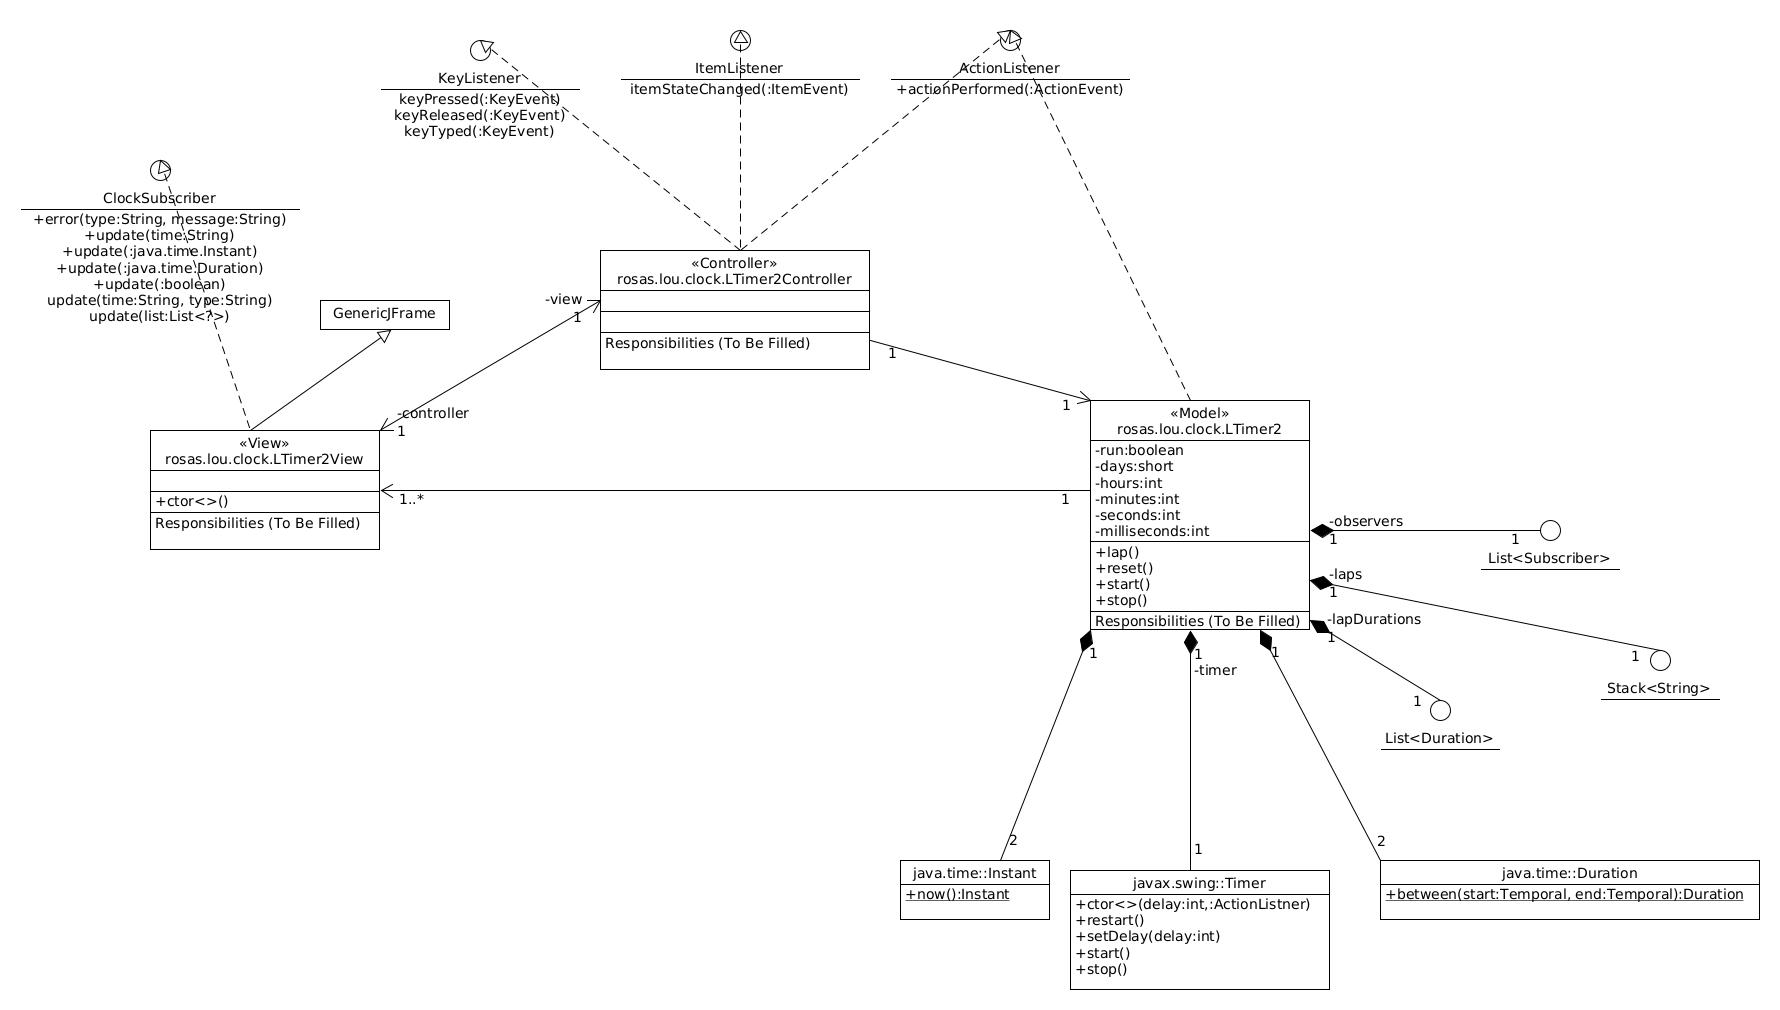 KeyListener
keyPressed(:KeyEvent)
keyReleased(:KeyEvent)
keyTyped(:KeyEvent)
ItemListener
itemStateChanged(:ItemEvent)
ActionListener
+actionPerformed(:ActionEvent)
ClockSubscriber
+error(type:String, message:String)
+update(time:String)
+update(:java.time.Instant)
+update(:java.time.Duration)
+update(:boolean)
update(time:String, type:String)
update(list:List<?>)
GenericJFrame
«Controller»
rosas.lou.clock.LTimer2Controller
Responsibilities (To Be Filled)
-view
1
-controller
1
1
1
«View»
rosas.lou.clock.LTimer2View
+ctor<>()
Responsibilities (To Be Filled)
1..*
1
«Model»
rosas.lou.clock.LTimer2
-run:boolean
-days:short
-hours:int
-minutes:int
-seconds:int
-milliseconds:int
+lap()
+reset()
+start()
+stop()
Responsibilities (To Be Filled)
-observers
1
1
List<Subscriber>
-laps
1
1
Stack<String>
-lapDurations
1
1
List<Duration>
1
2
1
-timer
1
1
2
java.time::Instant
+now():Instant
javax.swing::Timer
+ctor<>(delay:int,:ActionListner)
+restart()
+setDelay(delay:int)
+start()
+stop()
java.time::Duration
+between(start:Temporal, end:Temporal):Duration